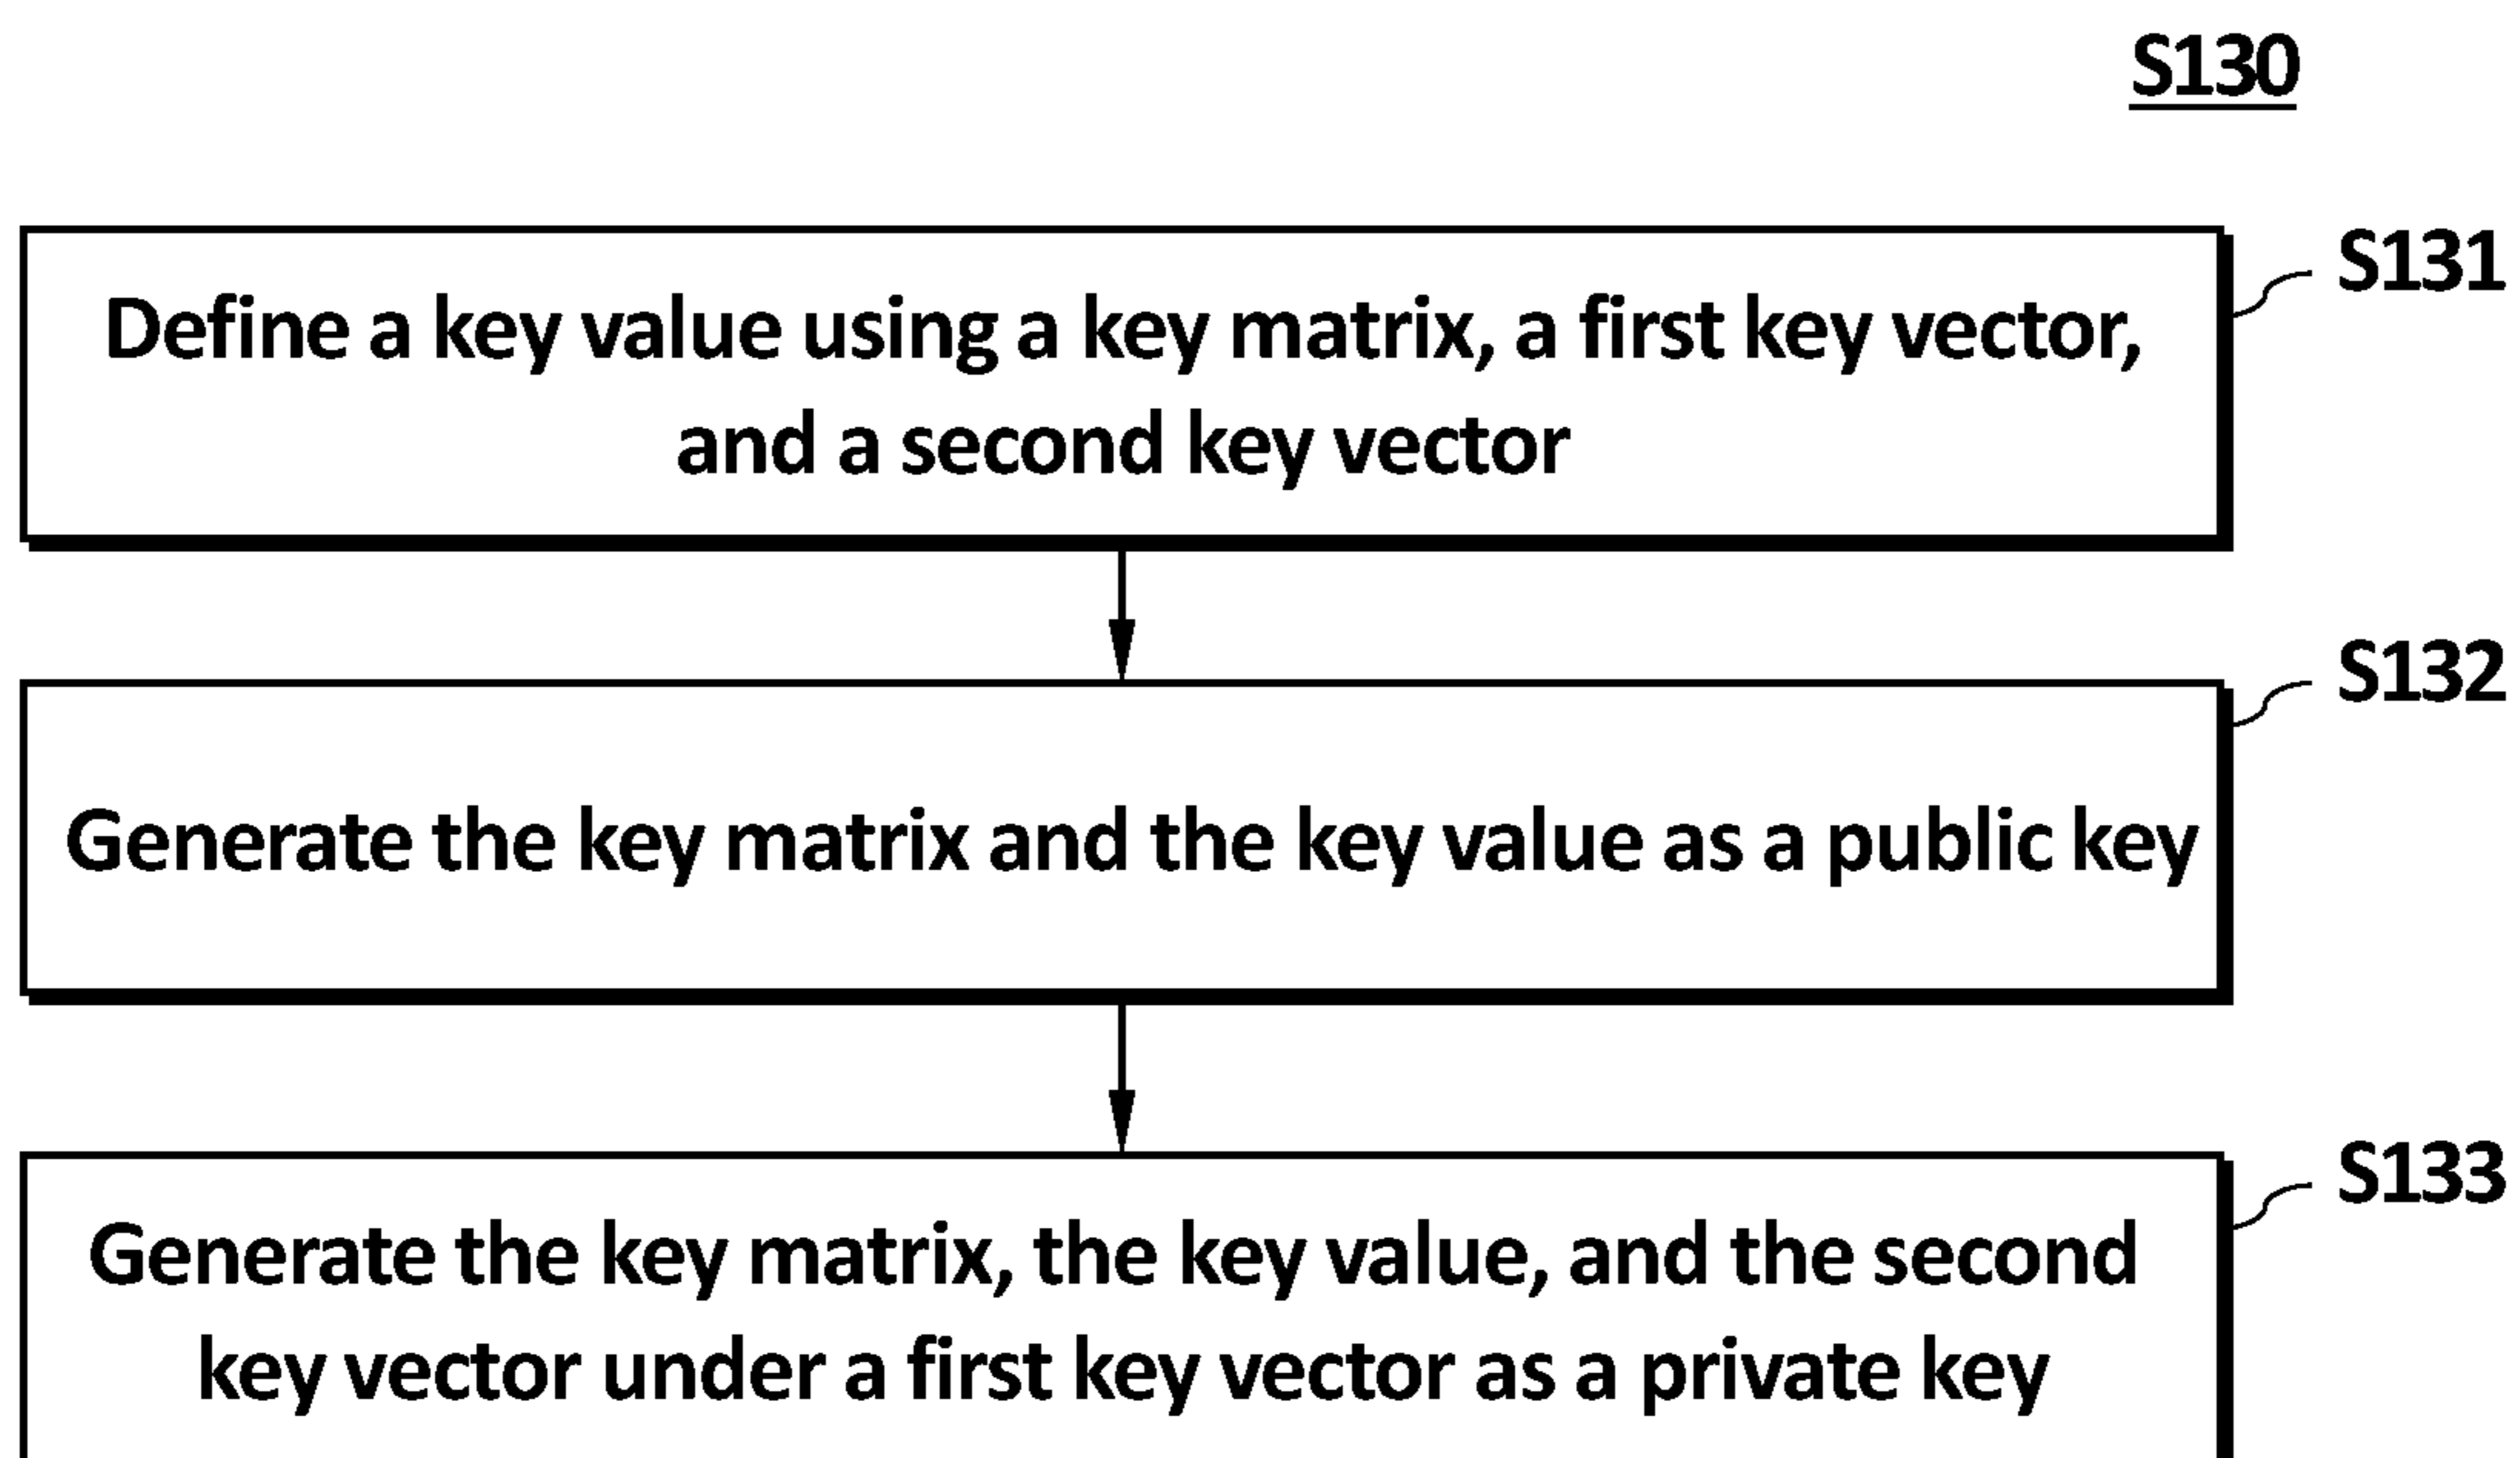 S130
S131
Define a key value using a key matrix, a first key vector,
and a second key vector
S132
Generate the key matrix and the key value as a public key
S133
Generate the key matrix, the key value, and the second
key vector under a first key vector as a private key